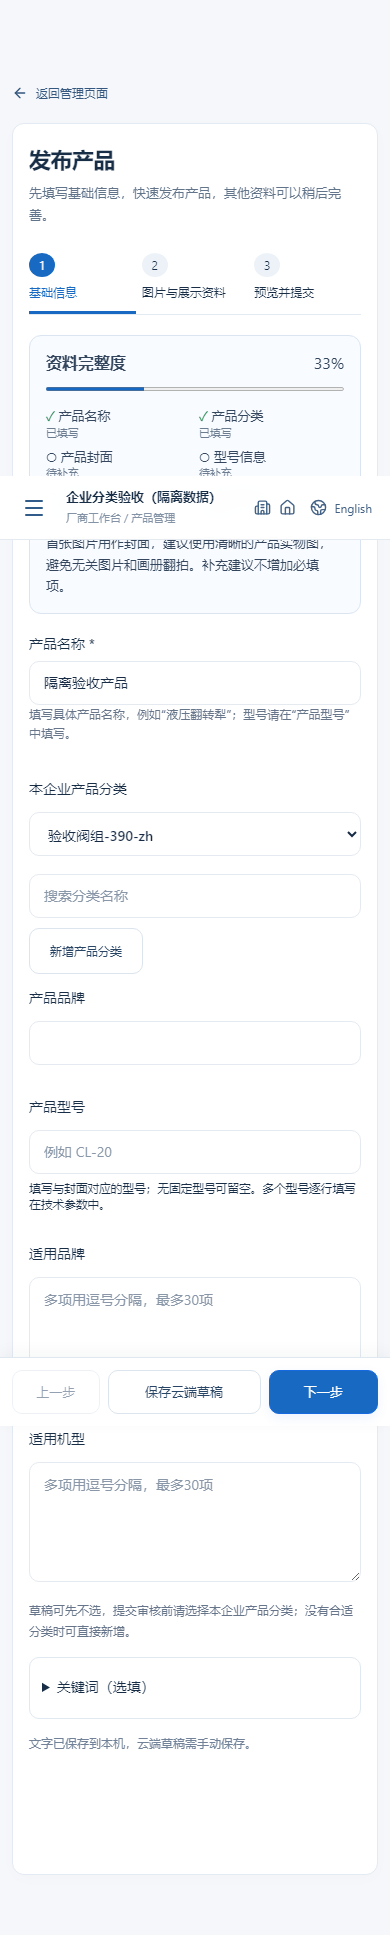 返回管理页面
发布产品
先填写基础信息，快速发布产品，其他资料可以稍后完
善。
1
2
3
基础信息
图片与展示资料
预览并提交
资料完整度
33%
✓ 产品名称
已填写
✓ 产品分类
已填写
○ 产品封面
待补充
○ 型号信息
待补充
企业分类验收（隔离数据）
厂商工作台 / 产品管理
English
首张图片用作封面，建议使用清晰的产品实物图，
避免无关图片和画册翻拍。补充建议不增加必填
项。
产品名称 *
隔离验收产品
填写具体产品名称，例如“液压翻转犁”；型号请在“产品型号”
中填写。
本企业产品分类
验收阀组-390-zh
搜索分类名称
新增产品分类
产品品牌
产品型号
例如 CL-20
填写与封面对应的型号；无固定型号可留空。多个型号逐行填写
在技术参数中。
适用品牌
多项用逗号分隔，最多30项
上一步
保存云端草稿
下一步
适用机型
多项用逗号分隔，最多30项
草稿可先不选，提交审核前请选择本企业产品分类；没有合适
分类时可直接新增。
▶ 关键词（选填）
文字已保存到本机，云端草稿需手动保存。